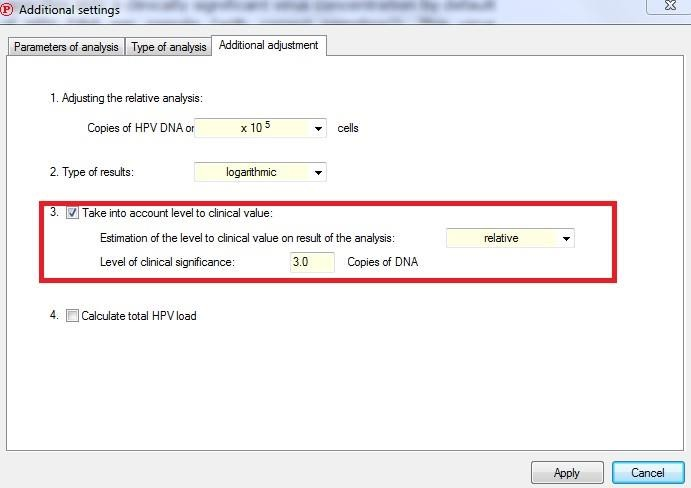 Additional settings
Parameters of analysis Type of analysis Additional adjustment
1. Adjusting the relative analysis:
Copies of HPV DNA or x 10 5 cells
2. Type of results: logarithmic
3. Take into account level to clinical value:
Estimation of the level to clinical value on result of the analysis: relative
Level of clinical significance: 3.0 Copies of DNA
4. Calculate total HPV load
Apply Cancel